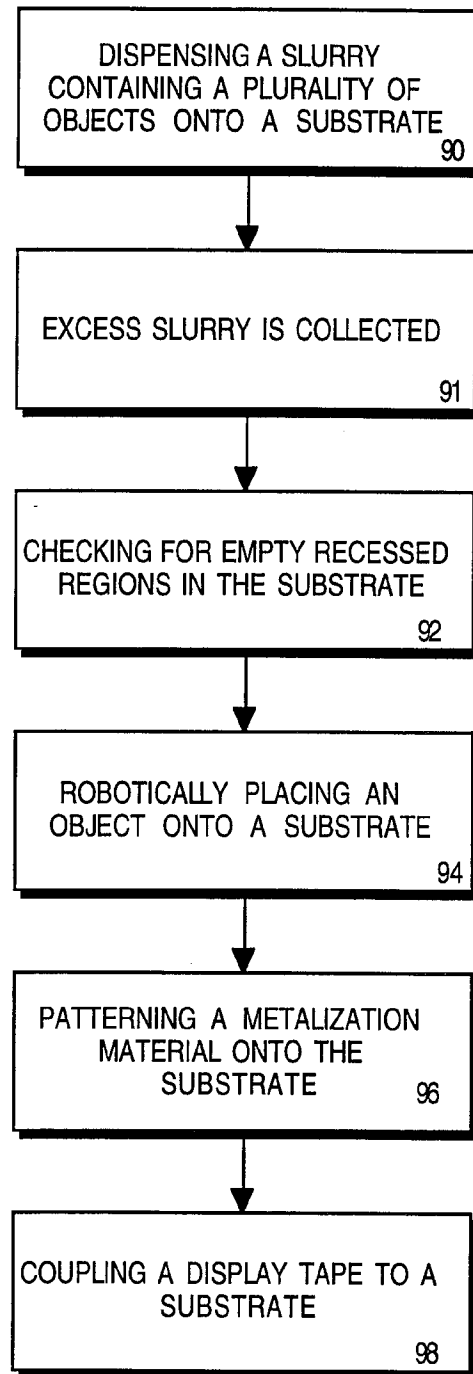 DISPENSING A SLURRY
CONTAINING A PLURALITY OF
OBJECTS ONTO A SUBSTRATE
90
EXCESS SLURRY IS COLLECTED
91
CHECKING FOR EMPTY RECESSED
REGIONS IN THE SUBSTRATE
92
ROBOTICALLY PLACING AN
OBJECT ONTO A SUBSTRATE
94
PATTERNING A METALIZATION
MATERIAL ONTO THE
SUBSTRATE 96
COUPLING A DISPLAY TAPE TO A
SUBSTRATE
98